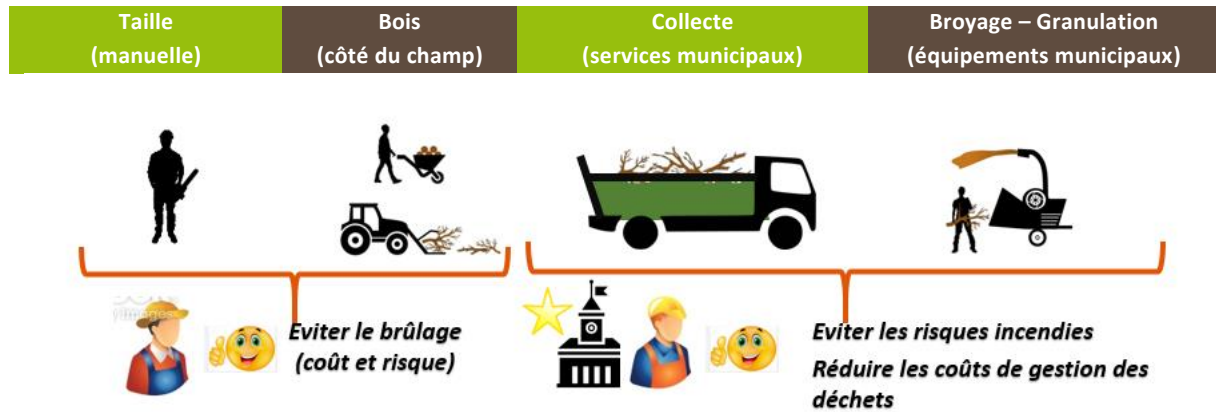 Taille
(manuelle)
Bois
(côté du champ)
Collecte
(services municipaux)
Broyage – Granulation
(équipements municipaux)
Eviter le brûlage
(coût et risque)
Eviter les risques incendies
Réduire les coûts de gestion des
déchets